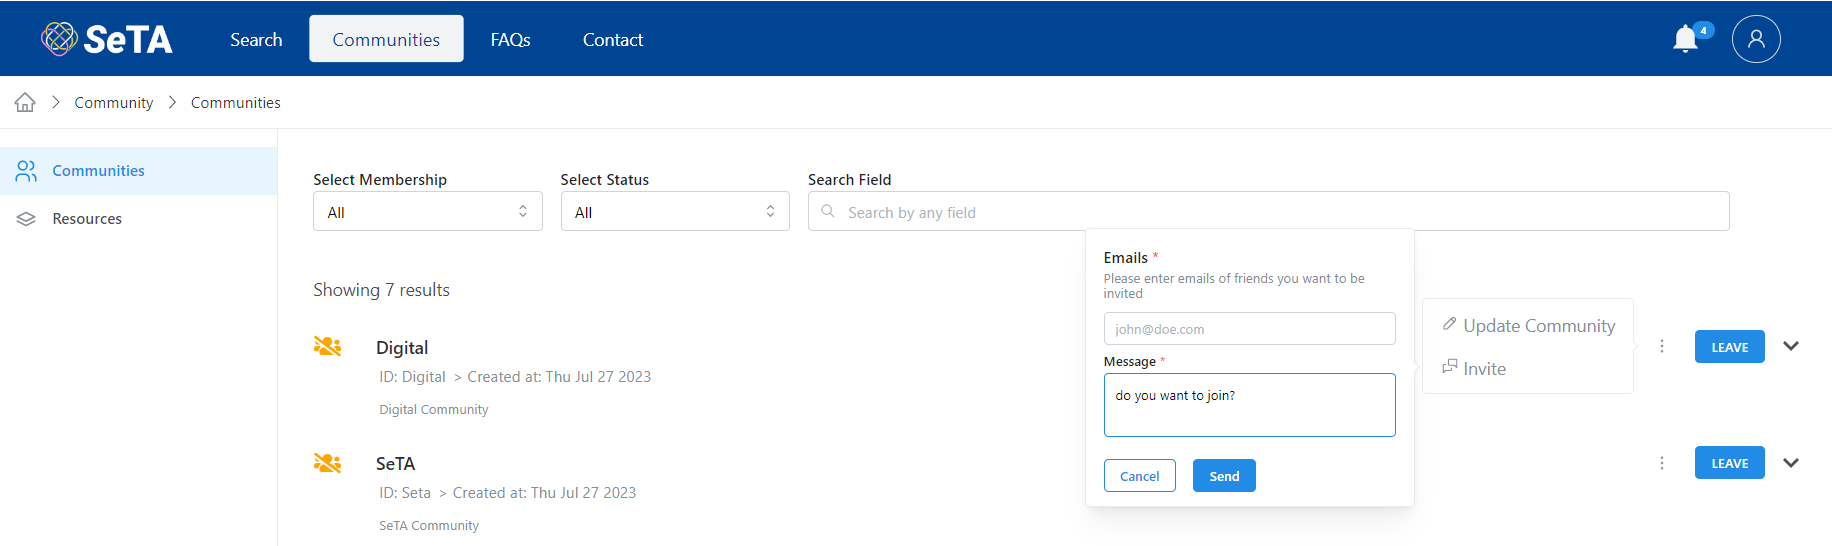 SeTA
Search
Communities
FAQs
Contact
4
Community
Communities
Communities
Resources
Select Membership
All
Select Status
All
Search Field
Search by any field
Showing 7 results
Emails *
Please enter emails of friends you want to be
invited
john@doe.com
Message *
do you want to join?
Cancel
Send
Update Community
Invite
Digital
ID: Digital > Created at: Thu Jul 27 2023
Digital Community
LEAVE
SeTA
ID: Seta > Created at: Thu Jul 27 2023
SeTA Community
LEAVE